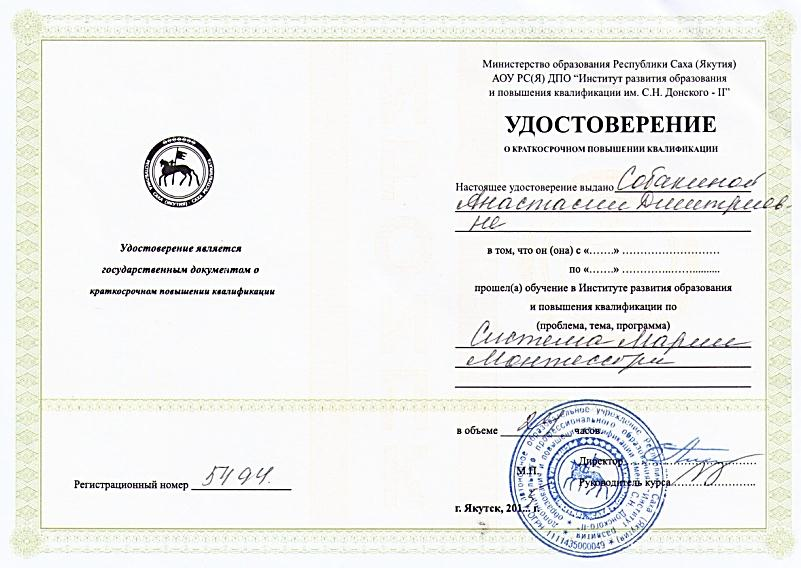 Министерство образования Республики Саха (Якутия)
АОУ РС(Я) ДПО “Институт развития образования
и повышения квалификации им. С.Н. Донского - II”
УДОСТОВЕРЕНИЕ
О КРАТКОСРОЧНОМ ПОВЫШЕНИИ КВАЛИФИКАЦИИ
Настоящее удостоверение выдано Собакиной
Анастасии Дмитриев-
не
в том, что он (она) с «.......» ...........................
по «.......» ...........................
прошел(а) обучение в Институте развития образования
и повышения квалификации по
(проблема, тема, программа)
Система Марии
Монтессори
в объеме часов.
М.П.
Директор
Руководитель курса
г. Якутск, 201 г.
1111435000049
Удостоверение является
государственным документом о
краткосрочном повышении квалификации
Регистрационный номер 5494.